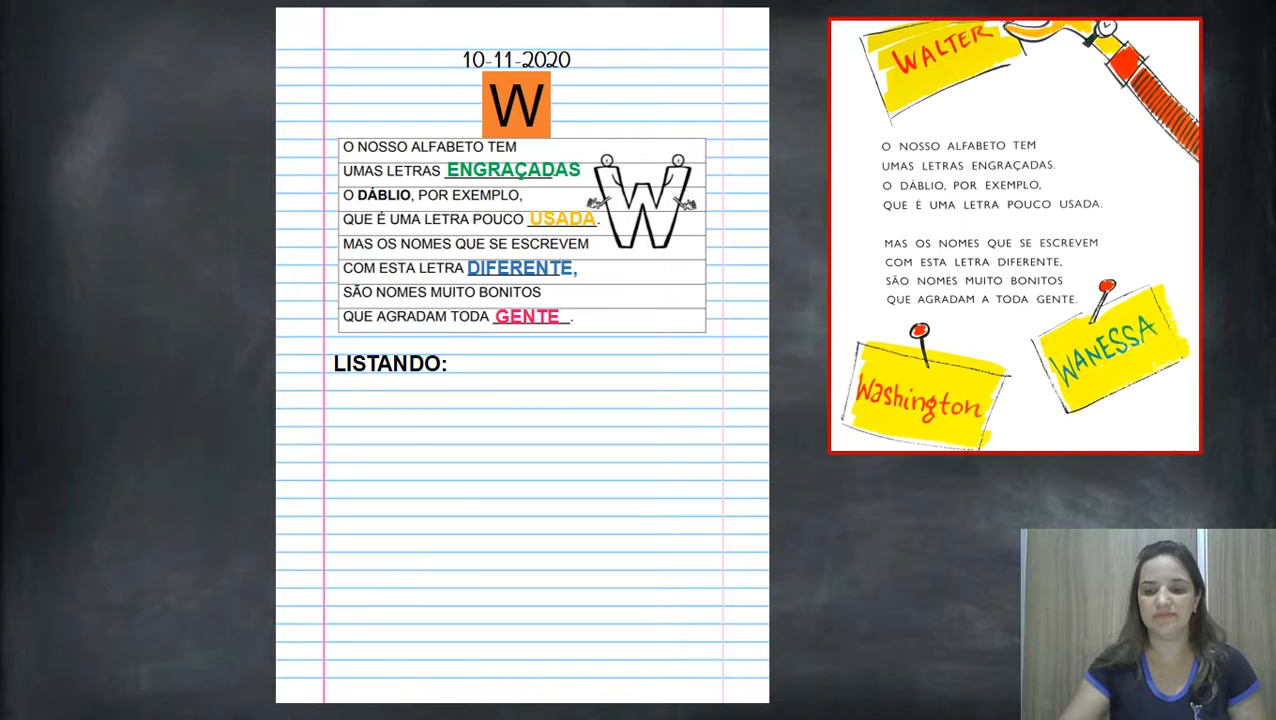 10-11-2020
W
O NOSSO ALFABETO TEM
UMAS LETRAS ENGRAÇADAS
O DÁBLIO, POR EXEMPLO,
QUE É UMA LETRA POUCO USADA.
MAS OS NOMES QUE SE ESCREVEM
COM ESTA LETRA DIFERENTE,
SÃO NOMES MUITO BONITOS
QUE AGRADAM TODA GENTE.
W
LISTANDO:
WALTER
O NOSSO ALFABETO TEM
UMAS LETRAS ENGRAÇADAS.
O DÁBLIO, POR EXEMPLO,
QUE É UMA LETRA POUCO USADA.
MAS OS NOMES QUE SE ESCREVEM
COM ESTA LETRA DIFERENTE,
SÃO NOMES MUITO BONITOS
QUE AGRADAM A TODA GENTE.
WANESSA
Washington